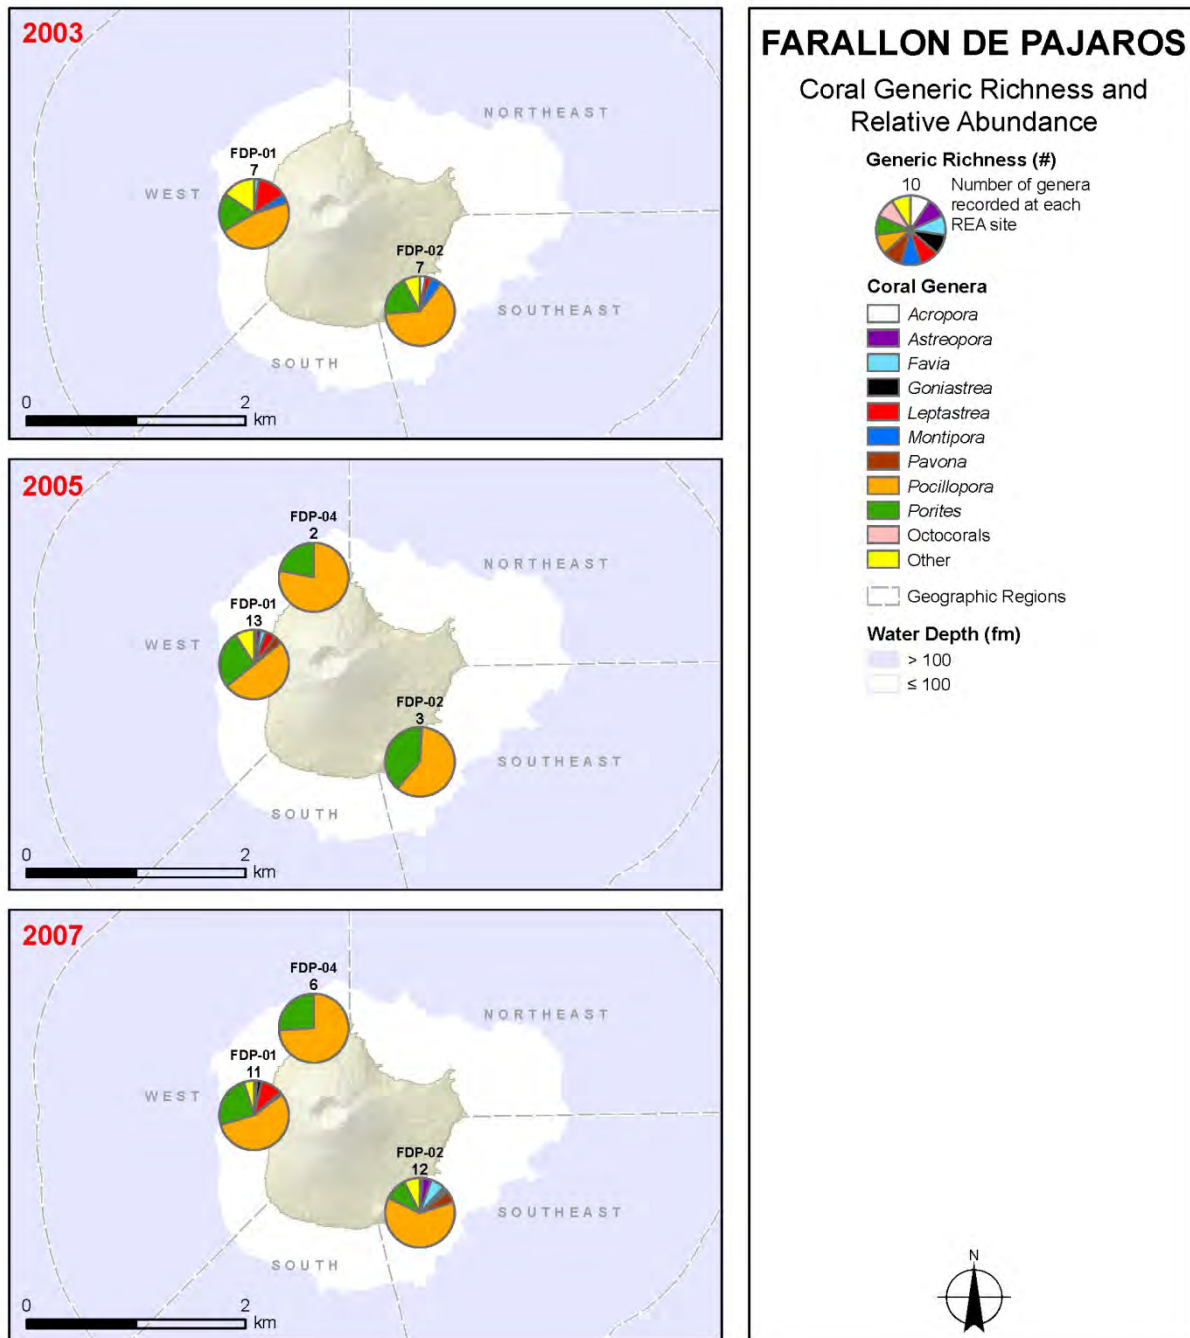 2003
NORTHEAST
FDP-01
7
WEST
FDP-02
7
SOUTHEAST
SOUTH
0 2
km
2005
FDP-04
2
NORTHEAST
FDP-01
13
WEST
FDP-02
3
SOUTHEAST
SOUTH
0 2
km
2007
FDP-04
6
NORTHEAST
FDP-01
11
WEST
FDP-02
12
SOUTHEAST
SOUTH
0 2
km
FARALLON DE PAJAROS
Coral Generic Richness and
Relative Abundance
Generic Richness (#)
10
Number of genera
recorded at each
REA site
Coral Genera
Acropora
Astreopora
Favia
Goniastrea
Leptastrea
Montipora
Pavona
Pocillopora
Porites
Octocorals
Other
Geographic Regions
Water Depth (fm)
> 100
≤ 100
N